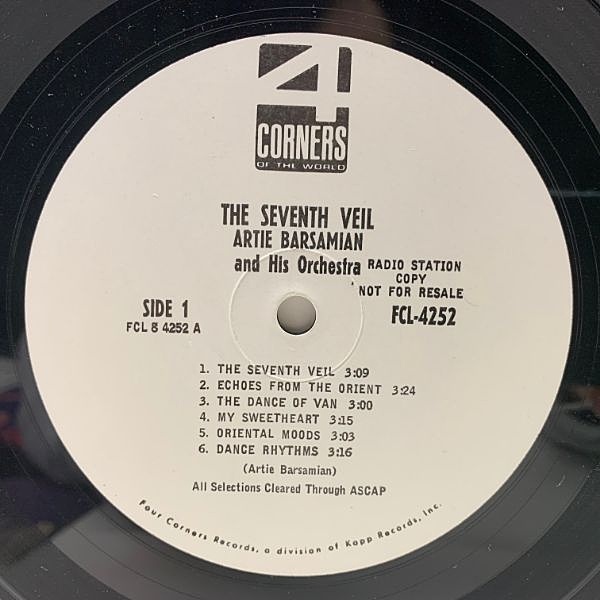 4
CORNERS
OF THE WORLD
THE SEVENTH VEIL
ARTIE BARSAMIAN
and His Orchestra
RADIO STATION
COPY
NOT FOR RESALE
SIDE 1
FCL 8 4252 A
FCL-4252
1. THE SEVENTH VEIL 3:09
2. ECHOES FROM THE ORIENT 3:24
3. THE DANCE OF VAN 3:00
4. MY SWEETHEART 3:15
5. ORIENTAL MOODS 3:03
6. DANCE RHYTHMS 3:16
(Artie Barsamian)
All Selections Cleared Through ASCAP
Four Corners Records, a division of Kapp Records, Inc.